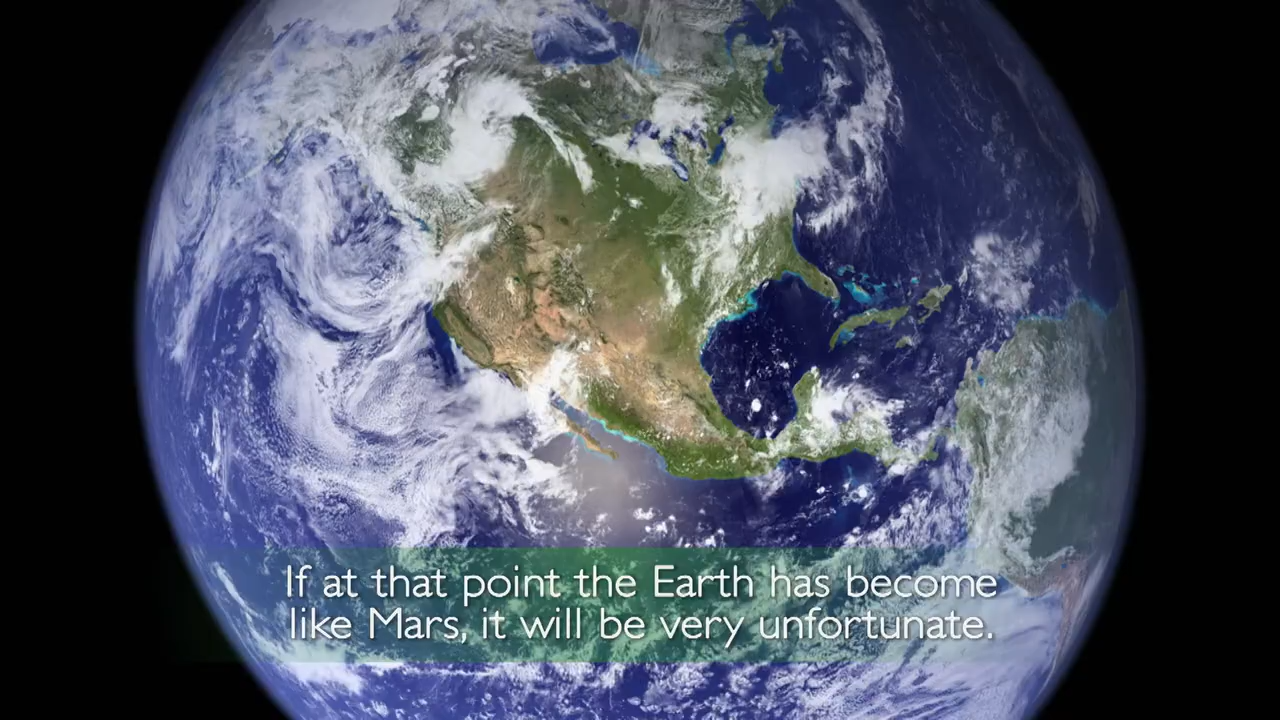 If at that point the Earth has become
like Mars, it will be very unfortunate.